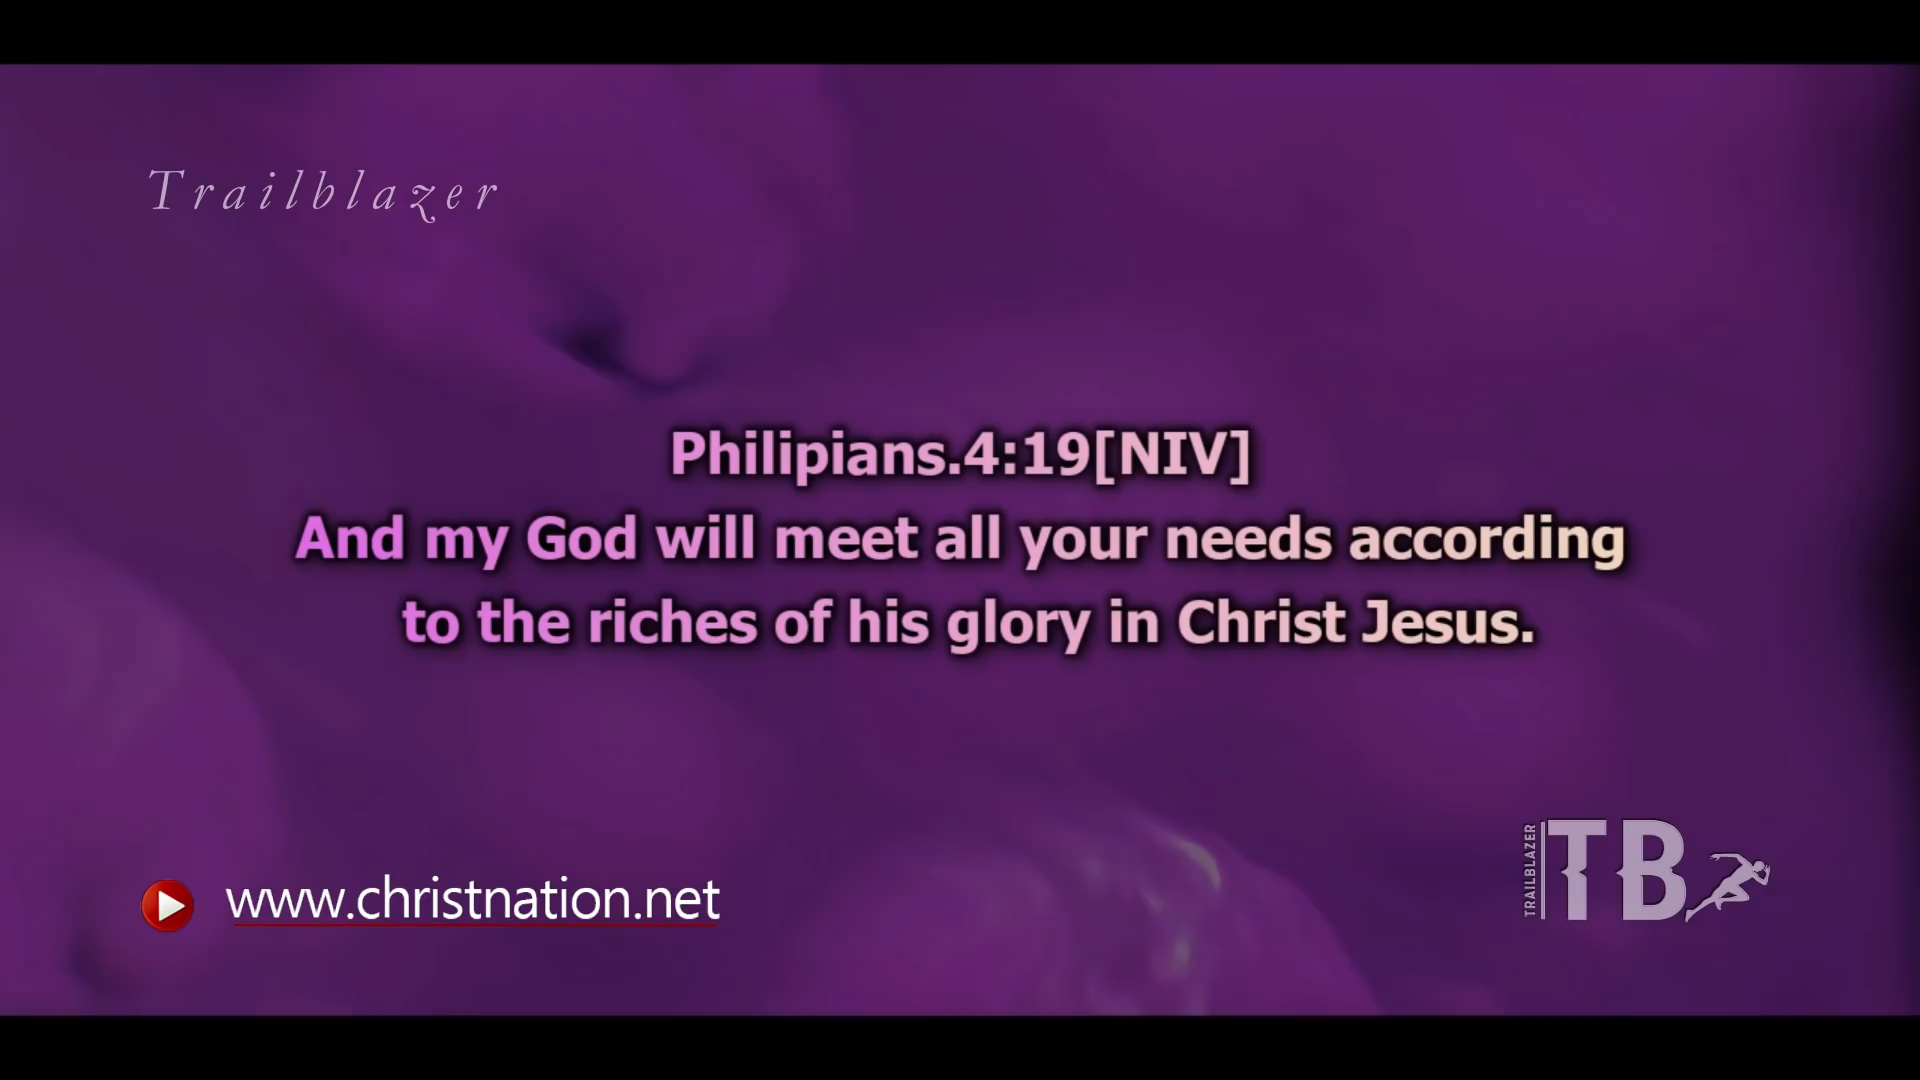 Trailblazer
Philipians.4:19[NIV]
And my God will meet all your needs according
to the riches of his glory in Christ Jesus.
www.christnation.net
TRAILBLAZER
TB